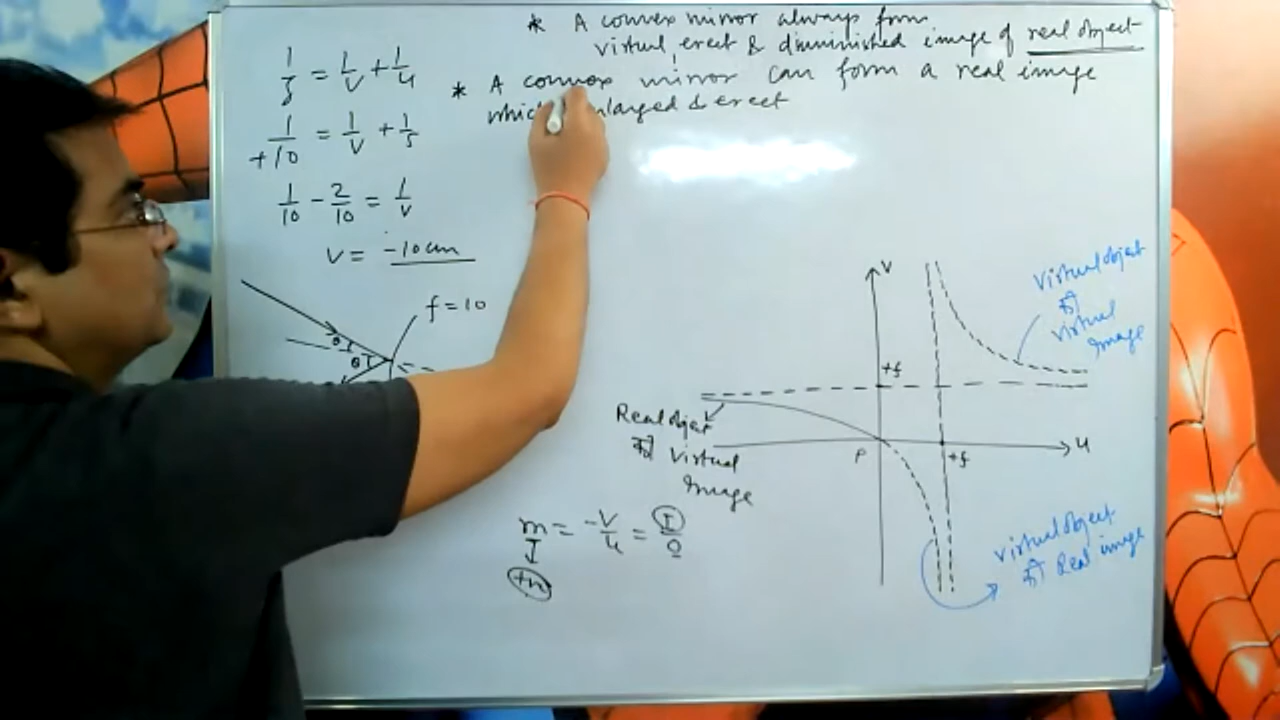 * A convex mirror always form
virtual, erect & diminished image of real object
* A convex mirror can form a real image
which enlarged & erect
1/f = 1/v + 1/u
1/+10 = 1/v + 1/5
1/10 - 2/10 = 1/v
v = -10 cm
f = 10
θ
θ
v
+f
u
P
+f
Real object
की virtual
Image
virtual object
की
virtual
Image
virtual object
की Real image
m = -v/u = I/O
I
+ve